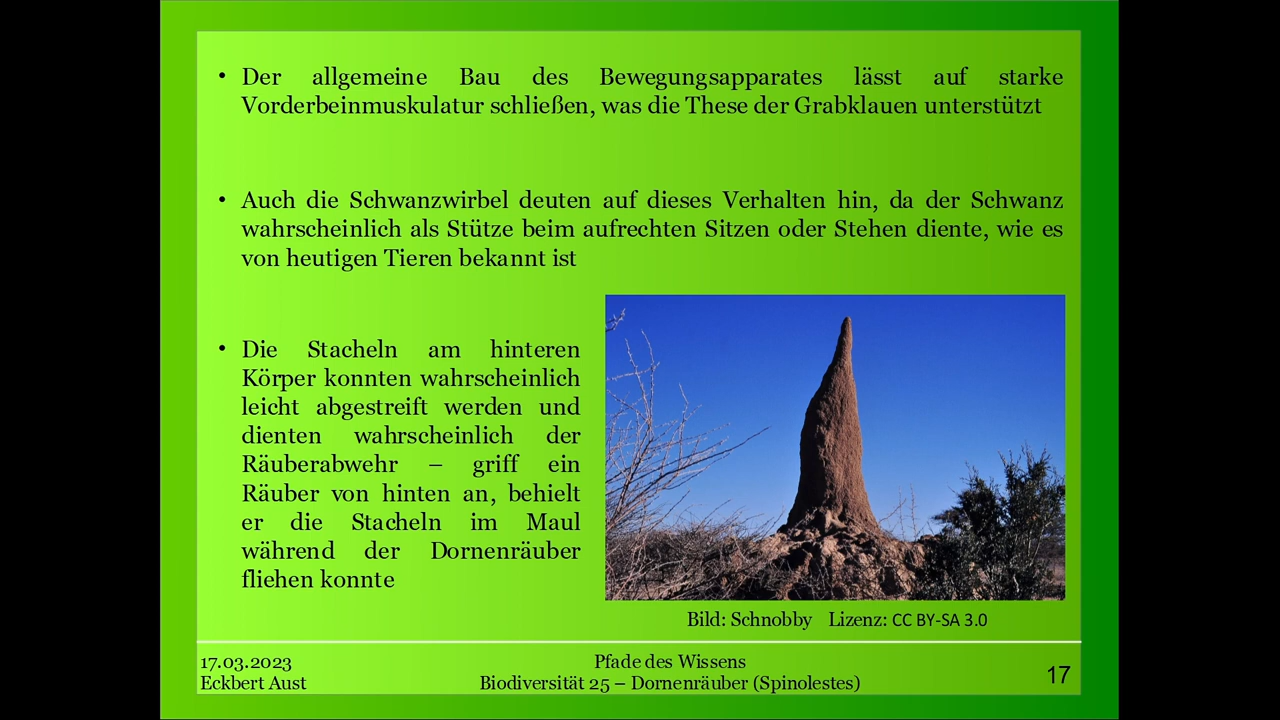 • Der allgemeine Bau des Bewegungsapparates lässt auf starke
Vorderbeinmuskulatur schließen, was die These der Grabklauen unterstützt
• Auch die Schwanzwirbel deuten auf dieses Verhalten hin, da der Schwanz
wahrscheinlich als Stütze beim aufrechten Sitzen oder Stehen diente, wie es
von heutigen Tieren bekannt ist
• Die Stacheln am hinteren
Körper konnten wahrscheinlich
leicht abgestreift werden und
dienten wahrscheinlich der
Räuberabwehr – griff ein
Räuber von hinten an, behielt
er die Stacheln im Maul
während der Dornenräuber
fliehen konnte
Bild: Schnobby Lizenz: CC BY-SA 3.0
17.03.2023
Eckbert Aust
Pfade des Wissens
Biodiversität 25 – Dornenräuber (Spinolestes)
17